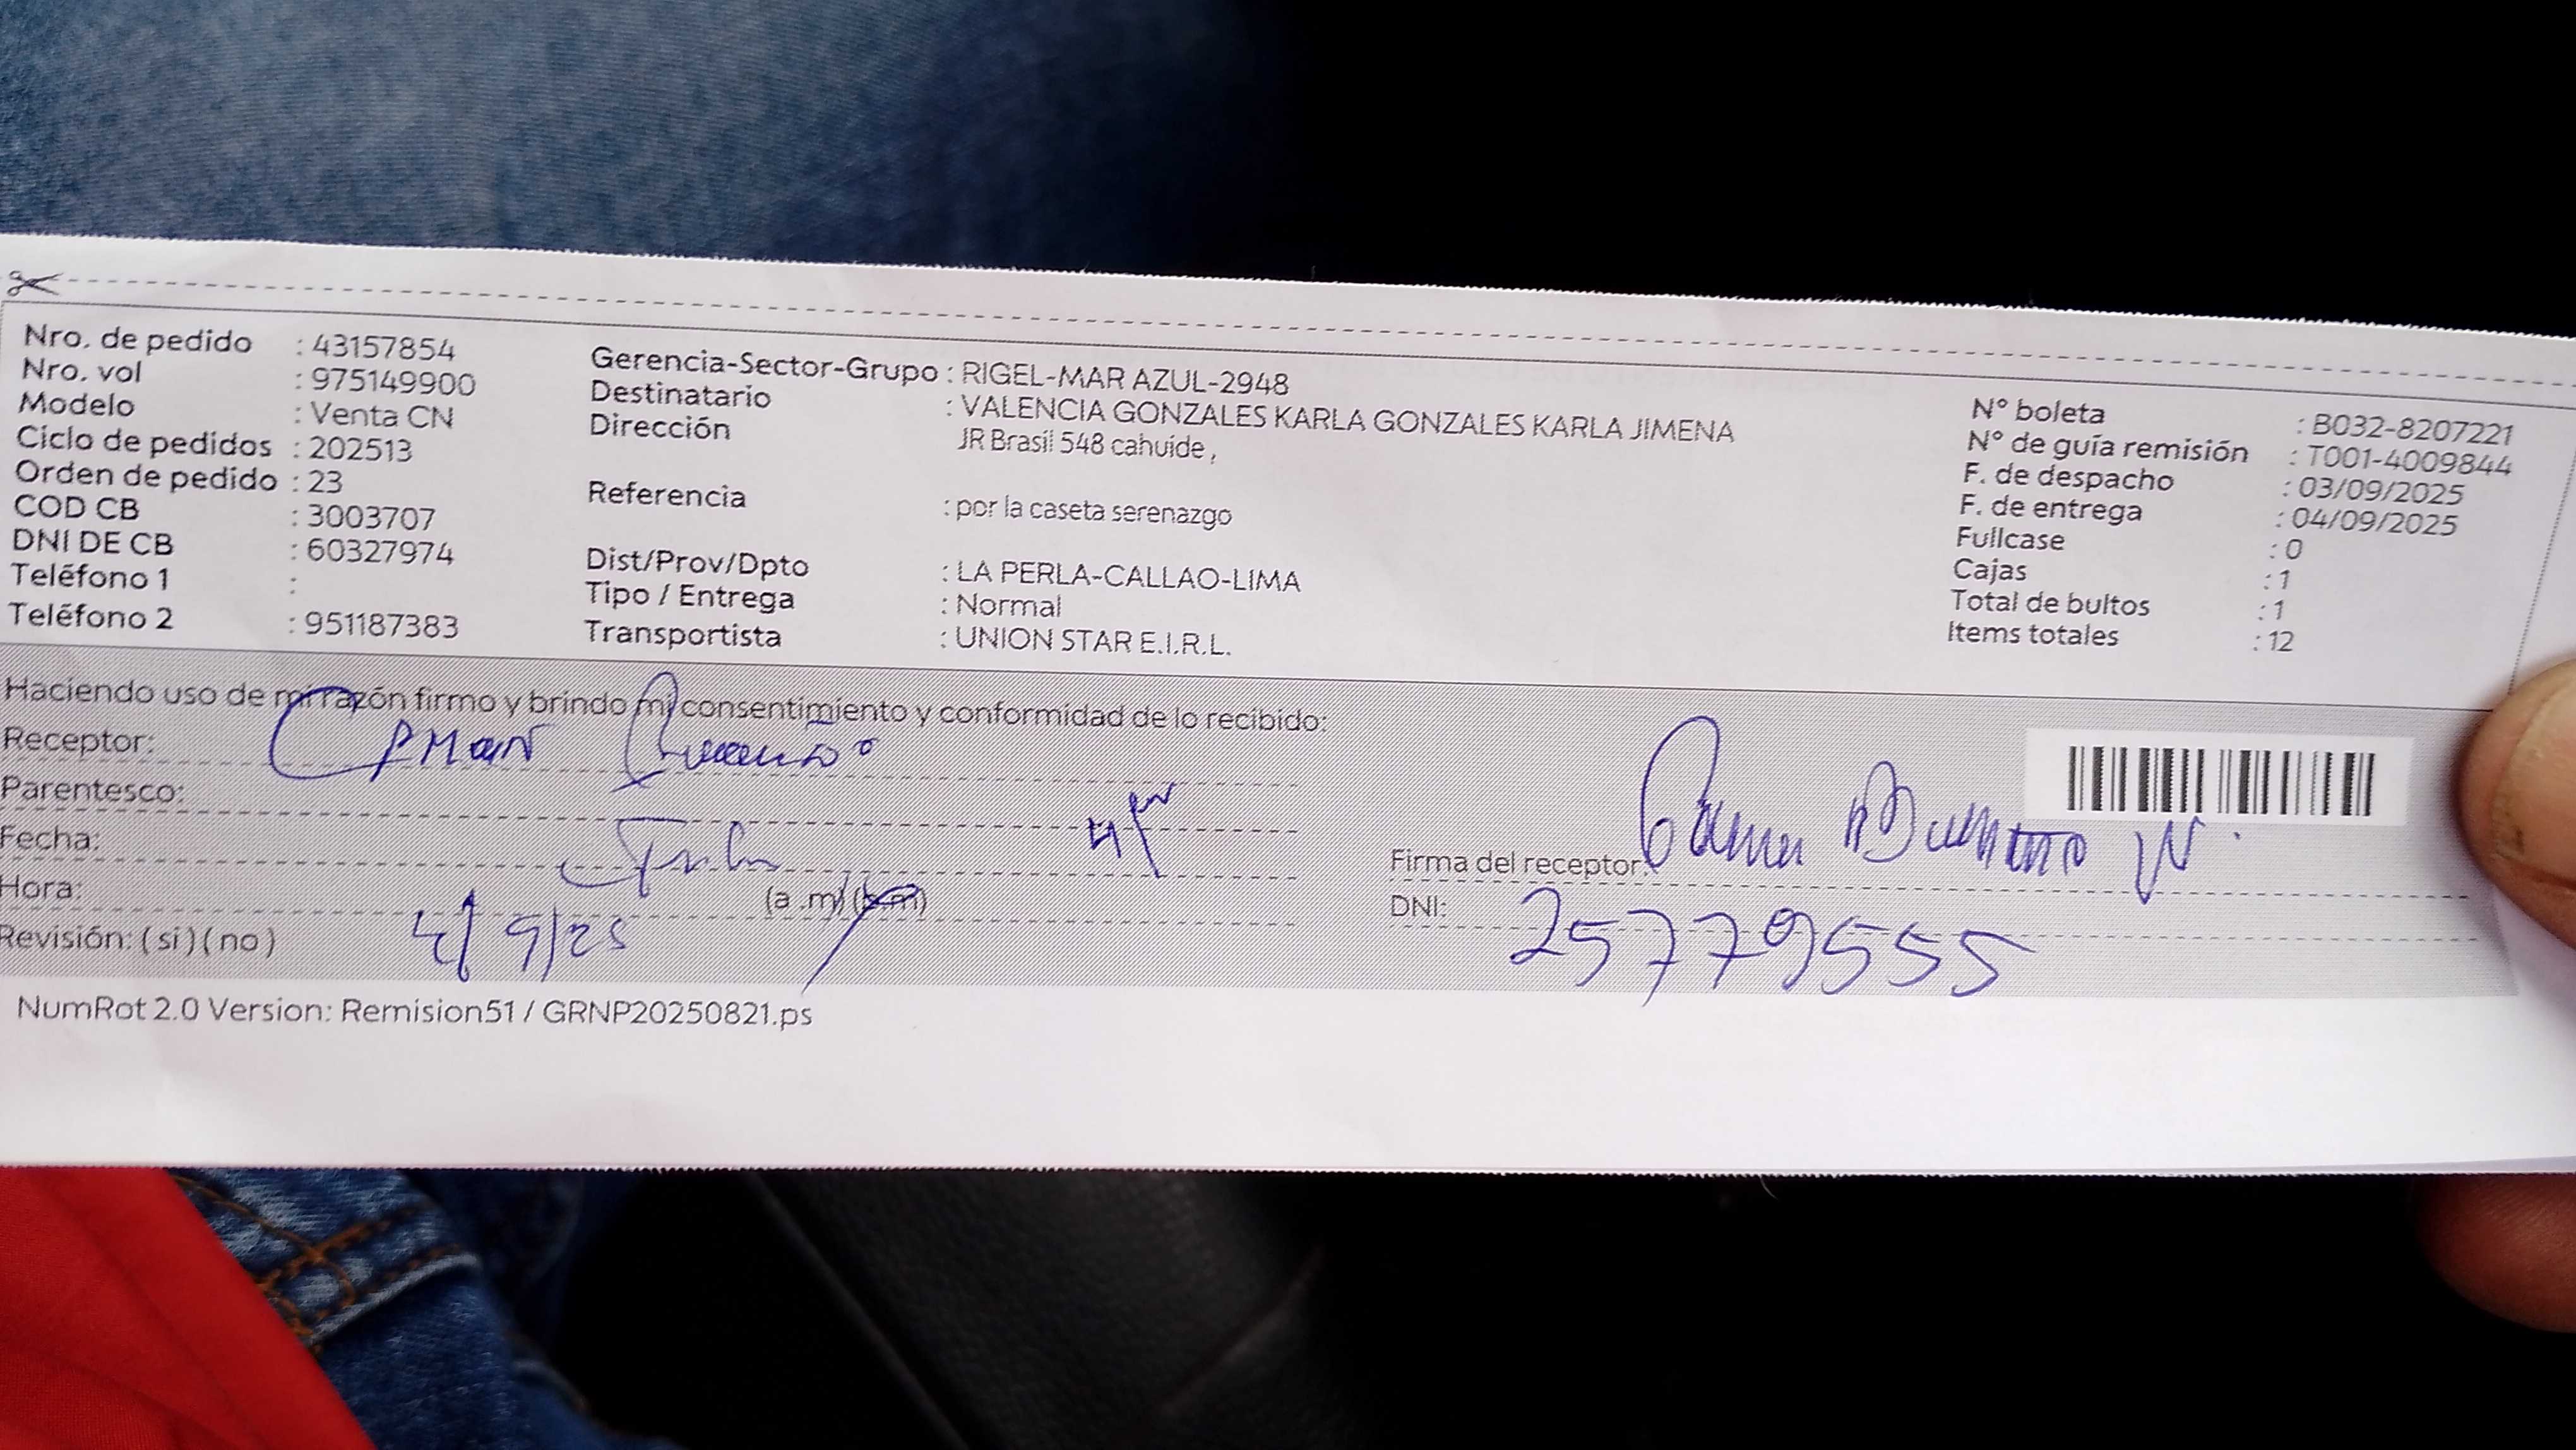 Nro. de pedido : 43157854
Nro. vol : 975149900
Modelo : Venta CN
Ciclo de pedidos : 202513
Orden de pedido : 23
COD CB : 3003707
DNI DE CB : 60327974
Teléfono 1 :
Teléfono 2 : 951187383
Gerencia-Sector-Grupo : RIGEL-MAR AZUL-2948
Destinatario : VALENCIA GONZALES KARLA GONZALES KARLA JIMENA
Dirección JR Brasil 548 cahuide ,
Referencia : por la caseta serenazgo
Dist/Prov/Dpto : LA PERLA-CALLAO-LIMA
Tipo / Entrega : Normal
Transportista : UNION STAR E.I.R.L.
N° boleta : B032-8207221
N° de guía remisión : T001-4009844
F. de despacho : 03/09/2025
F. de entrega : 04/09/2025
Fullcase : 0
Cajas : 1
Total de bultos : 1
Items totales : 12
Haciendo uso de mi razón firmo y brindo mi consentimiento y conformidad de lo recibido:
Receptor:
Parentesco:
Fecha:
Hora: (a .m) (p.m)
Revisión: ( si ) ( no ) 4/9/25
Firma del receptor:
DNI: 25779555
NumRot 2.0 Version: Remision51 / GRNP20250821.ps